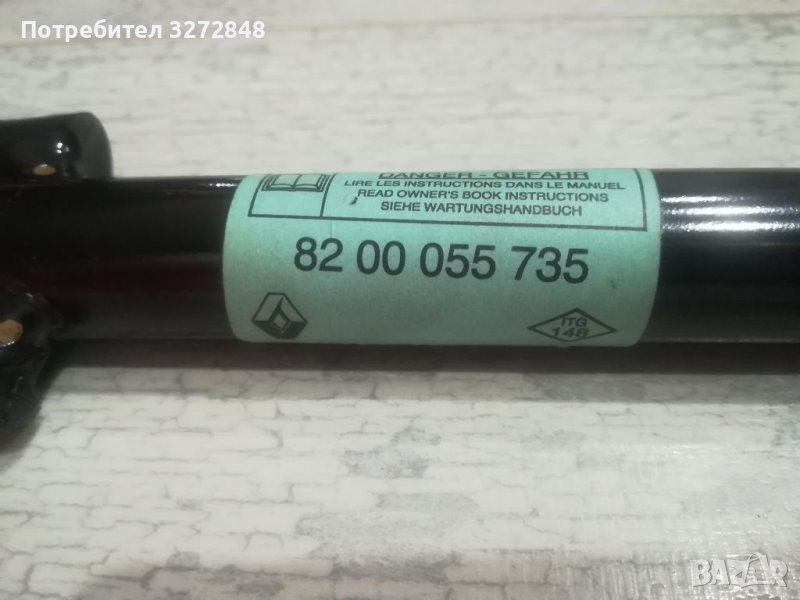 Потребител 3272848
DANGER - GEFAHR
LIRE LES INSTRUCTIONS DANS LE MANUEL
READ OWNER'S BOOK INSTRUCTIONS
SIEHE WARTUNGSHANDBUCH
82 00 055 735
ITG
148
BAZAR